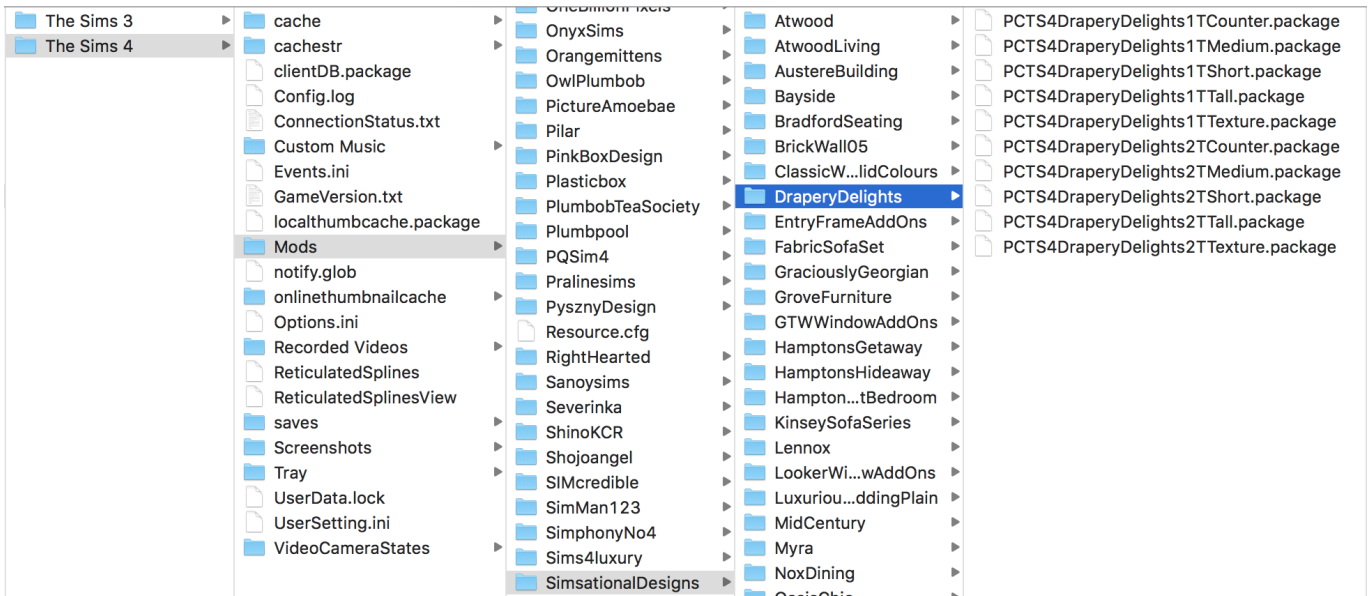 The Sims 3
The Sims 4
cache
cachestr
clientDB.package
Config.log
ConnectionStatus.txt
Custom Music
Events.ini
GameVersion.txt
localthumbcache.package
Mods
notify.glob
onlinethumbnailcache
Options.ini
Recorded Videos
ReticulatedSplines
ReticulatedSplinesView
saves
Screenshots
Tray
UserData.lock
UserSetting.ini
VideoCameraStates
OneBillionPixels
OnyxSims
Orangemittens
OwlPlumbob
PictureAmoebae
Pilar
PinkBoxDesign
Plasticbox
PlumbobTeaSociety
Plumbpool
PQSim4
Pralinesims
PysznyDesign
Resource.cfg
RightHearted
Sanoysims
Severinka
ShinoKCR
Shojoangel
SIMcredible
SimMan123
SimphonyNo4
Sims4luxury
SimsationalDesigns
Atwood
AtwoodLiving
AustereBuilding
Bayside
BradfordSeating
BrickWall05
ClassicW...lidColours
DraperyDelights
EntryFrameAddOns
FabricSofaSet
GraciouslyGeorgian
GroveFurniture
GTWWindowAddOns
HamptonsGetaway
HamptonsHideaway
Hampton...tBedroom
KinseySofaSeries
Lennox
LookerWi...wAddOns
Luxuriou...ddingPlain
MidCentury
Myra
NoxDining
PCTS4DraperyDelights1TCounter.package
PCTS4DraperyDelights1TMedium.package
PCTS4DraperyDelights1TShort.package
PCTS4DraperyDelights1TTall.package
PCTS4DraperyDelights1TTexture.package
PCTS4DraperyDelights2TCounter.package
PCTS4DraperyDelights2TMedium.package
PCTS4DraperyDelights2TShort.package
PCTS4DraperyDelights2TTall.package
PCTS4DraperyDelights2TTexture.package